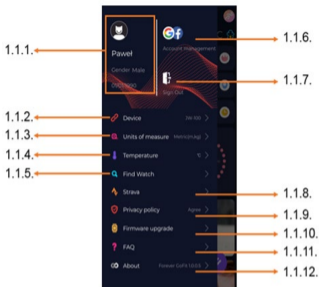 1.1.1.
Paweł
Gender Male
1.1.6.
Account management
1.1.7.
Sign Out
1.1.2.
Device
1.1.3.
Units of measure
Metric(m,kg)
1.1.4.
Temperature
°C
1.1.5.
Find Watch
Strava
1.1.8.
Privacy policy
Agree
1.1.9.
Firmware upgrade
1.1.10.
FAQ
1.1.11.
About
1.1.12.